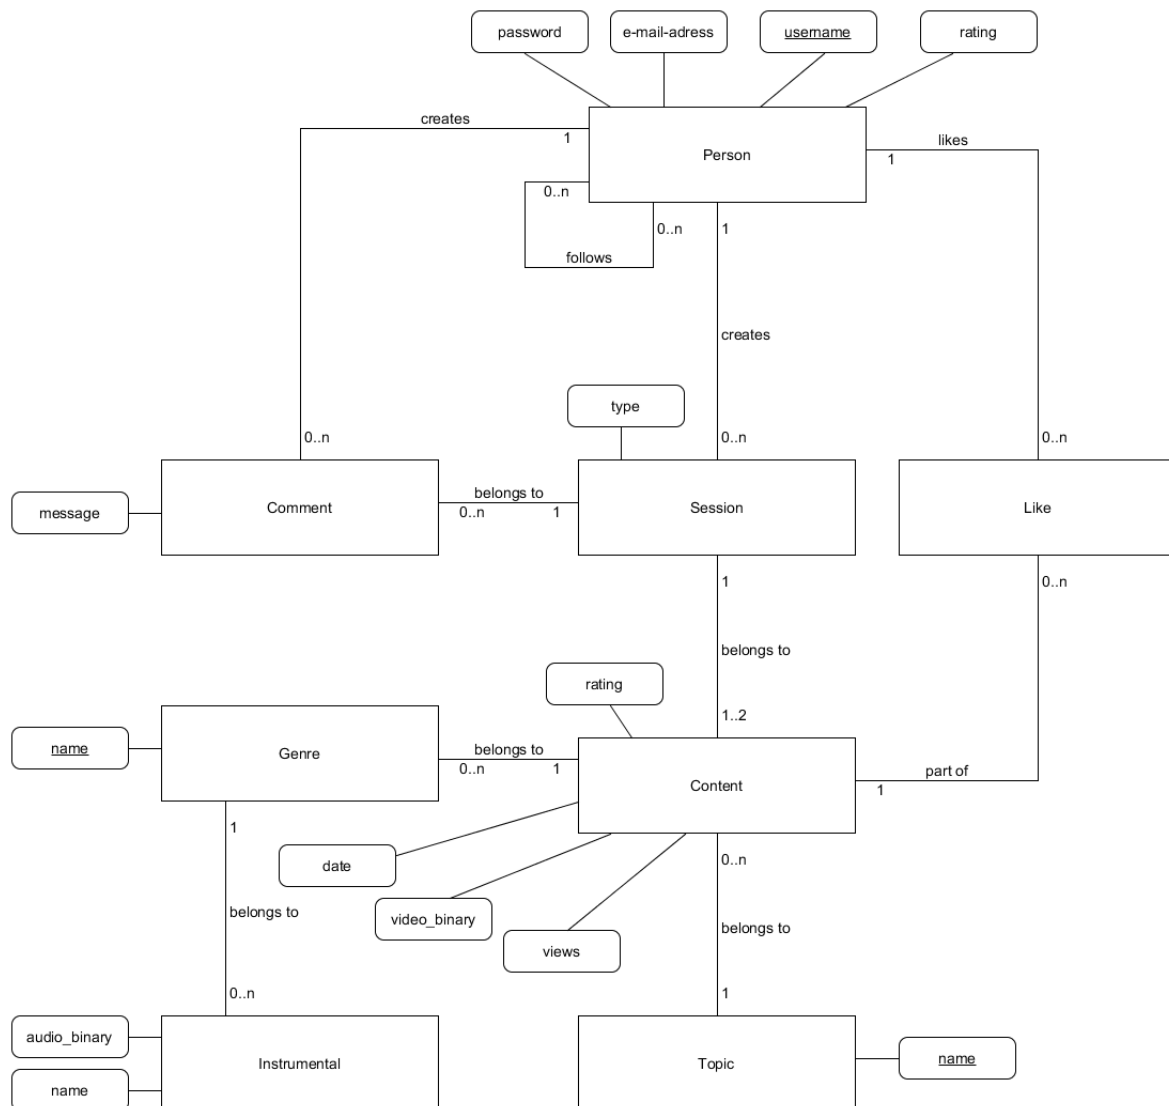 password
e-mail-adress
username
rating
creates
1
Person
likes
1
0..n
follows
0..n
1
creates
type
0..n
0..n
0..n
message
Comment
belongs to
0..n
1
Session
Like
1
0..n
belongs to
rating
1..2
name
Genre
belongs to
0..n
1
Content
part of
1
1
date
0..n
video_binary
belongs to
belongs to
views
0..n
1
audio_binary
name
Instrumental
Topic
name